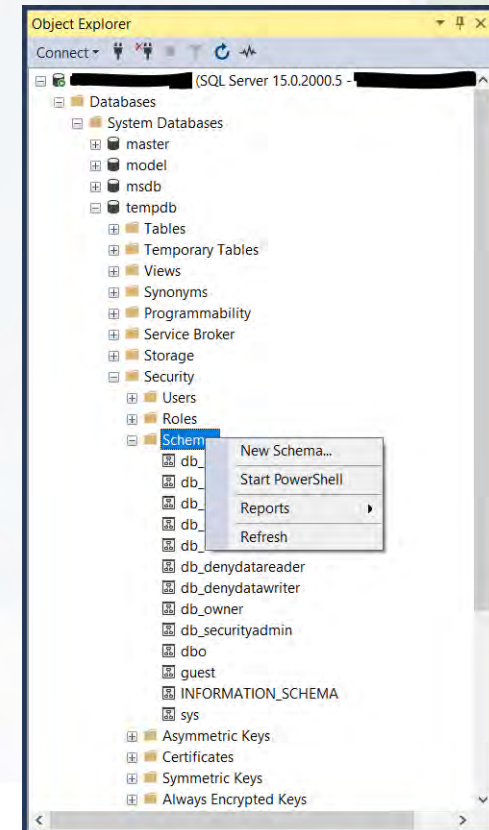 Object Explorer
Connect
(SQL Server 15.0.2000.5 -
Databases
System Databases
master
model
msdb
tempdb
Tables
Temporary Tables
Views
Synonyms
Programmability
Service Broker
Storage
Security
Users
Roles
Schem
New Schema...
db_
Start PowerShell
db_
Reports
db_
db_
Refresh
db_
db_denydatareader
db_denydatawriter
db_owner
db_securityadmin
dbo
guest
INFORMATION_SCHEMA
sys
Asymmetric Keys
Certificates
Symmetric Keys
Always Encrypted Keys